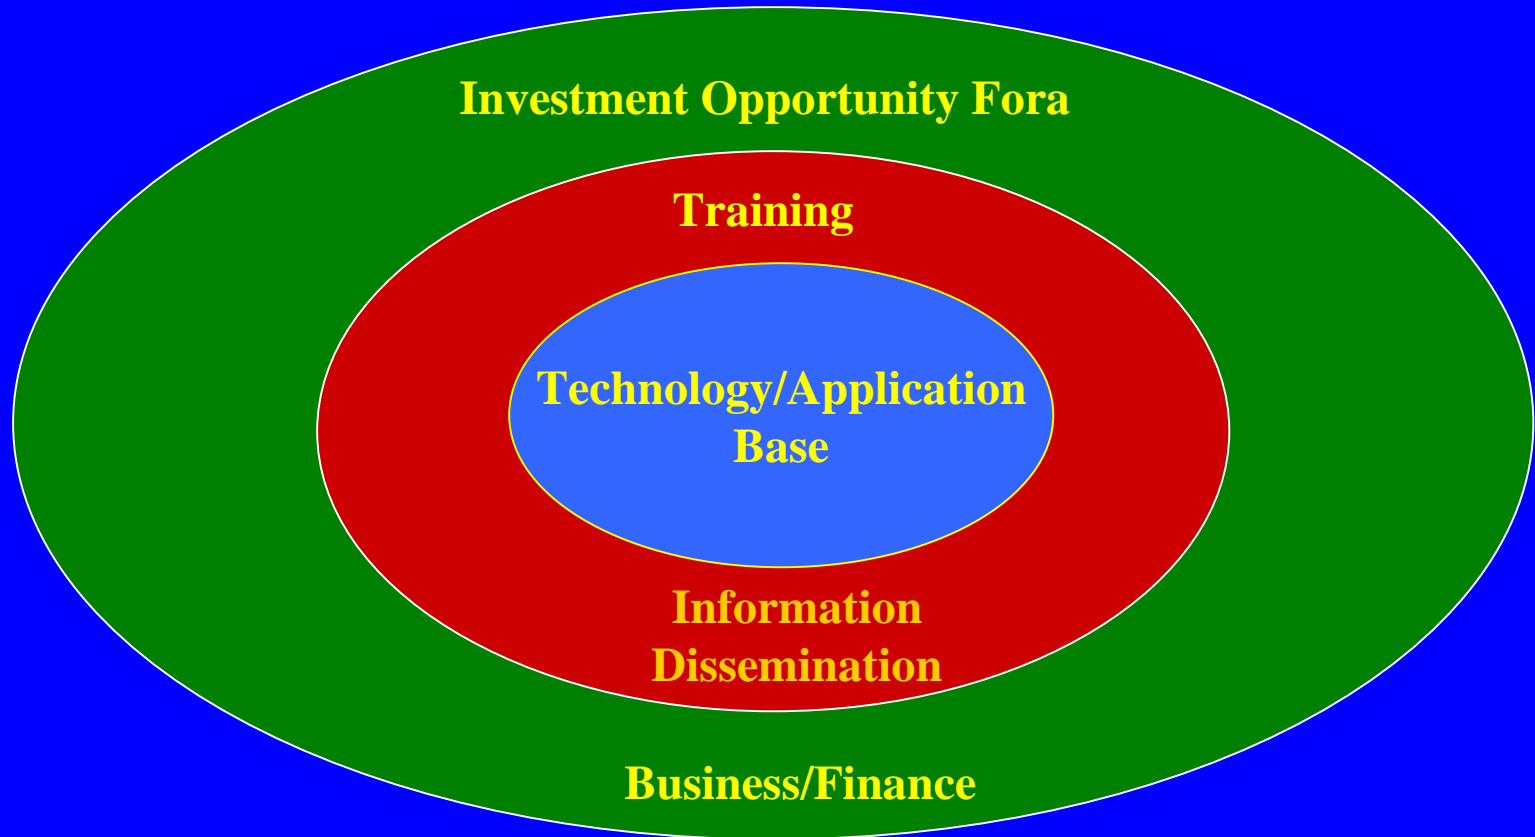 Investment Opportunity Fora
Training
Technology/Application
Base
Information
Dissemination
Business/Finance